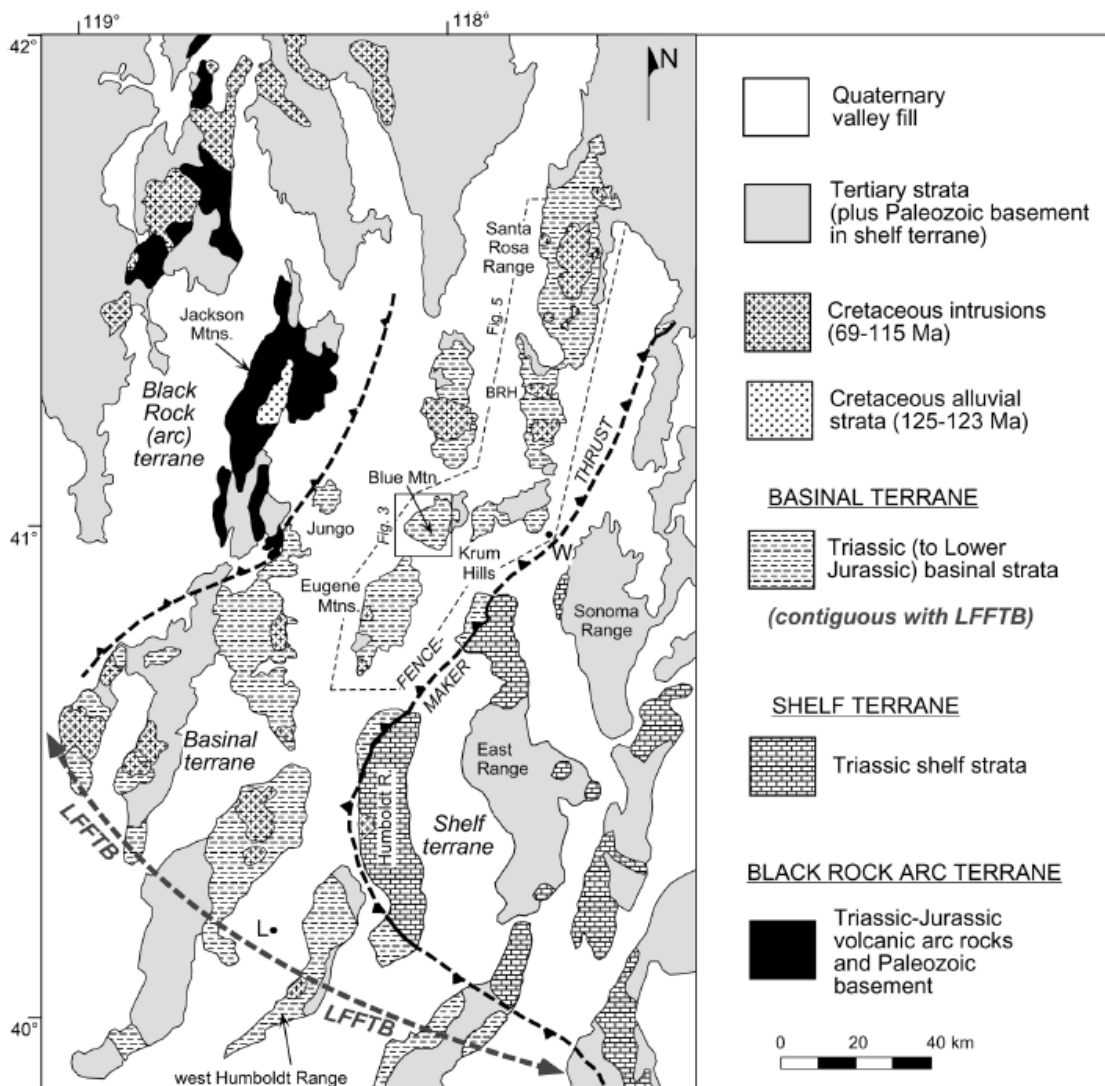 119°
118°
42°
N
Santa
Rosa
Range
Fig. 5
Jackson
Mtns.
Black
Rock
(arc)
terrane
BRH
THRUST
Blue Mtn.
41°
Jungo
Fig. 3
W
Krum
Hills
Eugene
Mtns.
Sonoma
Range
FENCE-
MAKER
Basinal
terrane
East
Range
Humboldt R.
Shelf
terrane
LFFTB
L
40°
LFFTB
west Humboldt Range
Quaternary
valley fill
Tertiary strata
(plus Paleozoic basement
in shelf terrane)
Cretaceous intrusions
(69-115 Ma)
Cretaceous alluvial
strata (125-123 Ma)
BASINAL TERRANE
Triassic (to Lower
Jurassic) basinal strata
(contiguous with LFFTB)
SHELF TERRANE
Triassic shelf strata
BLACK ROCK ARC TERRANE
Triassic-Jurassic
volcanic arc rocks
and Paleozoic
basement
0 20 40 km